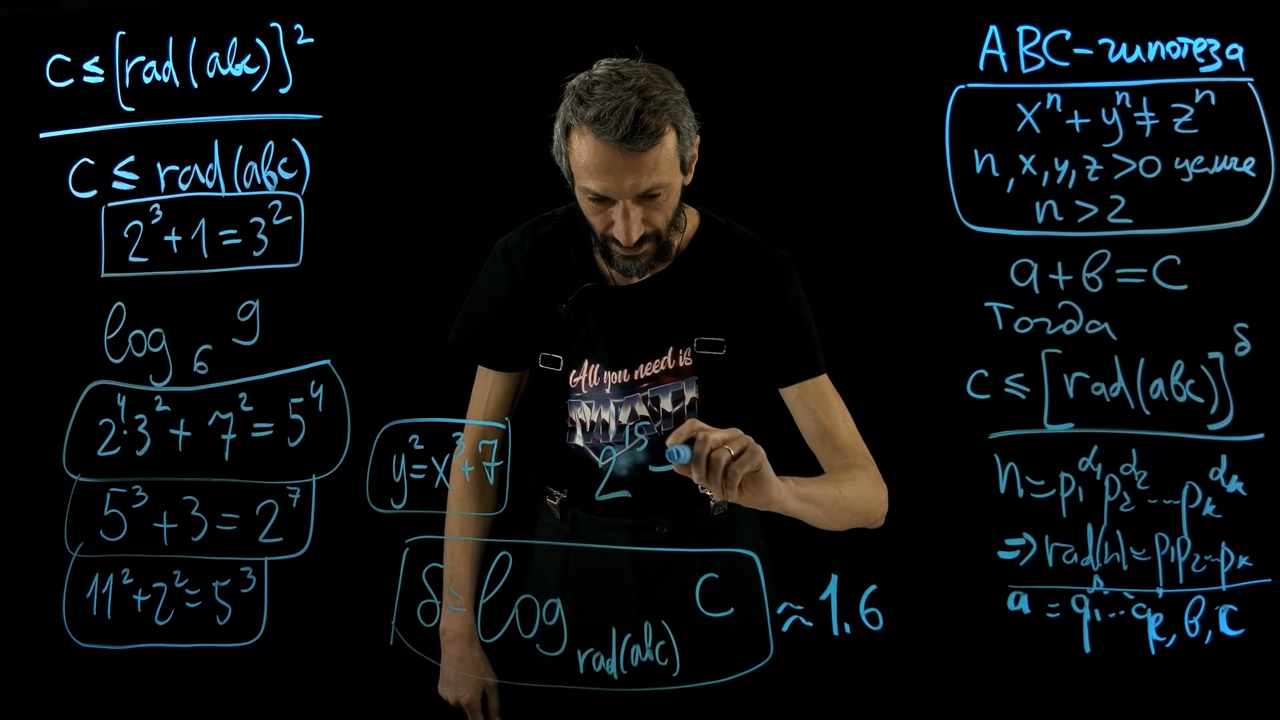 c ≤ [rad(abc)]²
c ≤ rad(abc)
2³+1=3²
log₆ 9
2⁴·3²+7²=5⁴
5³+3=2⁷
11²+2²=5³
y²=x³+7
All you need is
MATH
2¹⁵ –
δ ≥ log_rad(abc) c ≈1.6
ABC-гипотеза
xⁿ+yⁿ≠zⁿ
n,x,y,z>0 целые
n>2
a+b=c
Тогда
c ≤ [rad(abc)]^δ
n=p₁^α₁ p₂^α₂ ... pₖ^αₖ
⇒ rad(n)=p₁p₂...pₖ